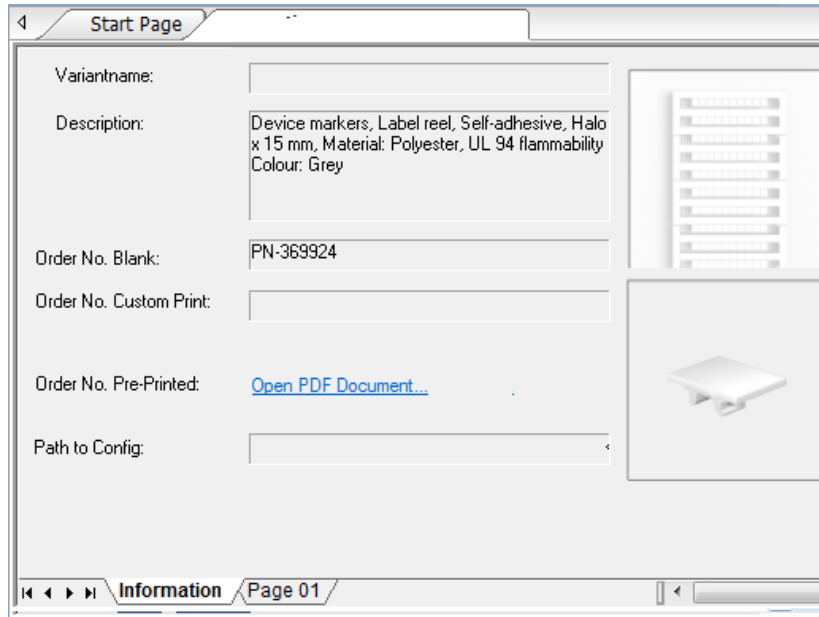 Start Page
Variantname:
Description:
Device markers, Label reel, Self-adhesive, Halo
x 15 mm, Material: Polyester, UL 94 flammability
Colour: Grey
Order No. Blank:
PN-369924
Order No. Custom Print:
Order No. Pre-Printed:
Open PDF Document...
Path to Config:
Information
Page 01